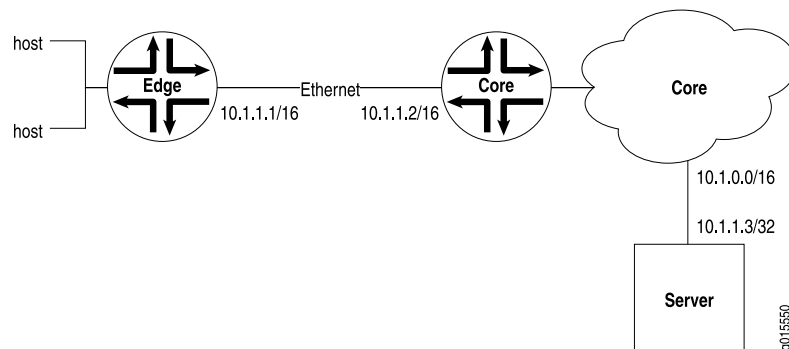 host
host
Edge
10.1.1.1/16
Ethernet
10.1.1.2/16
Core
Core
10.1.0.0/16
10.1.1.3/32
Server
g015550